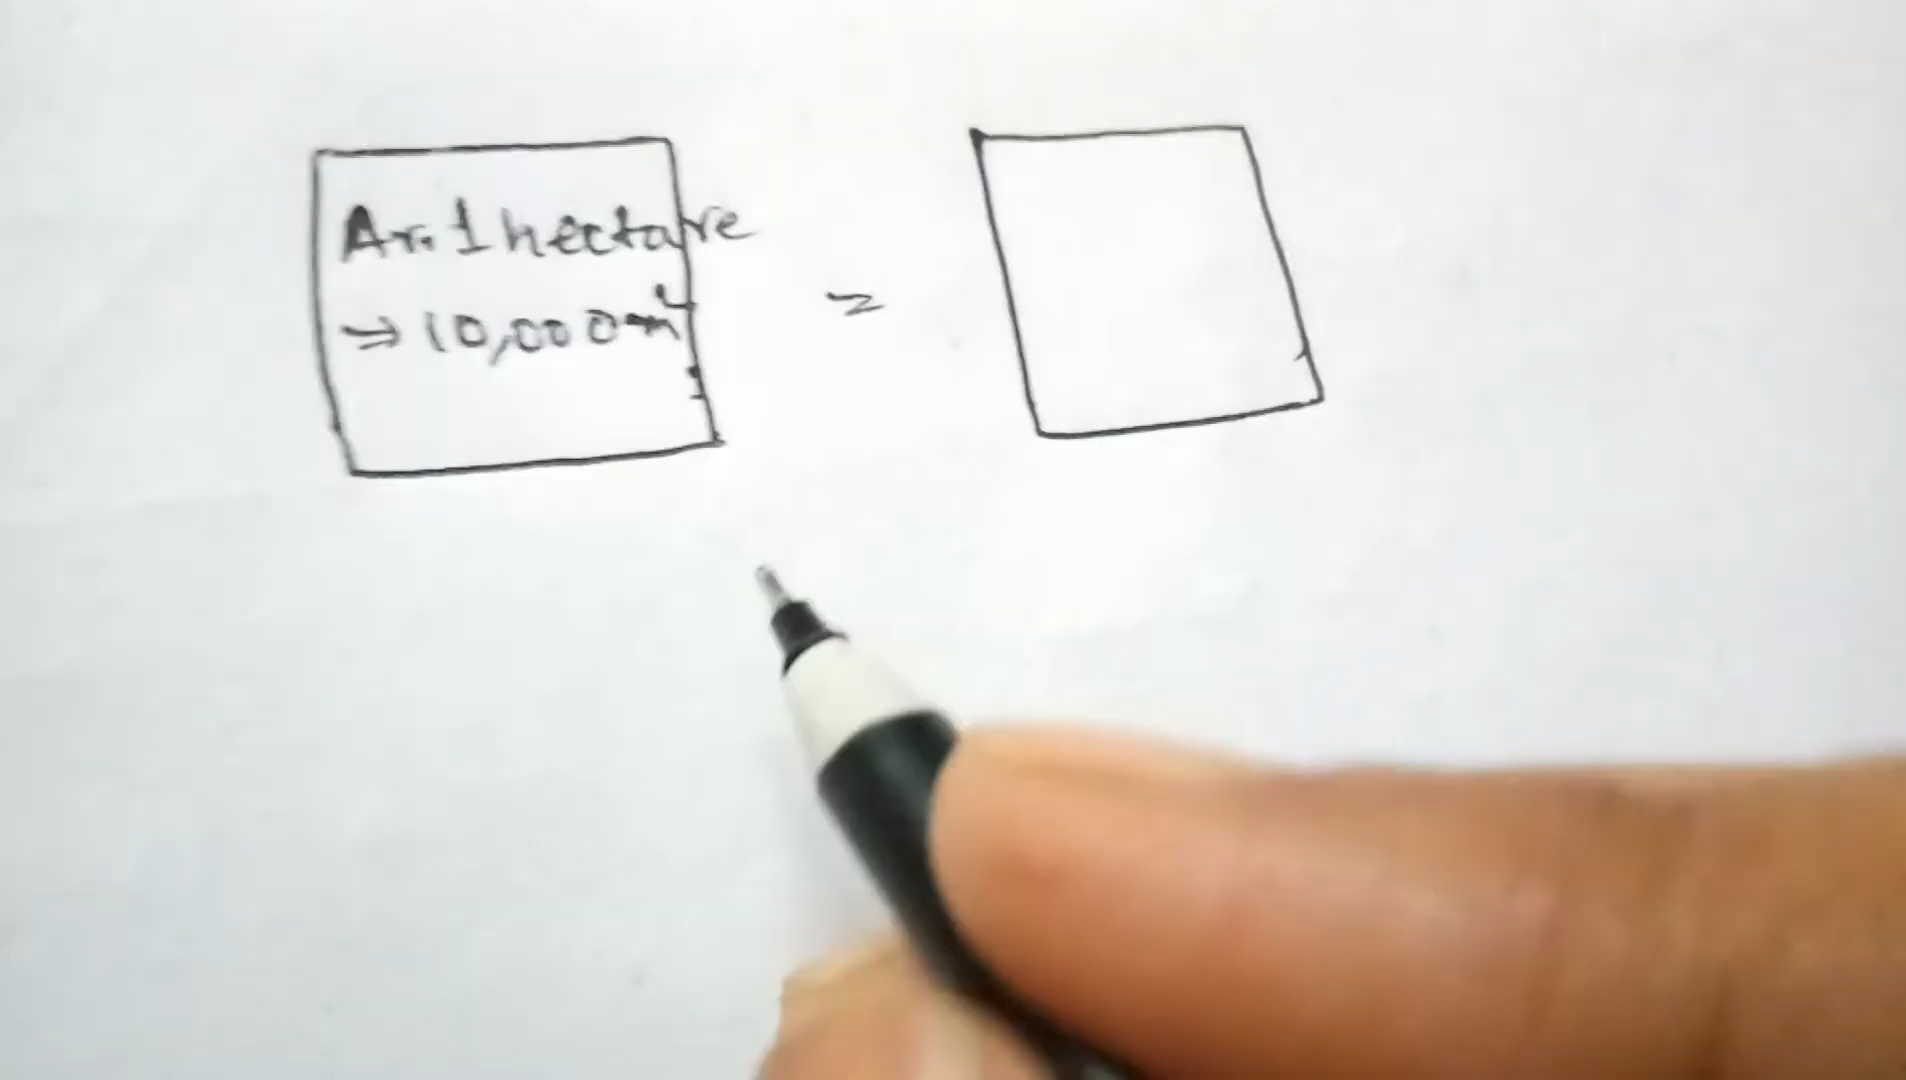 Ar. 1 hectare
→ 10,000 m²
=